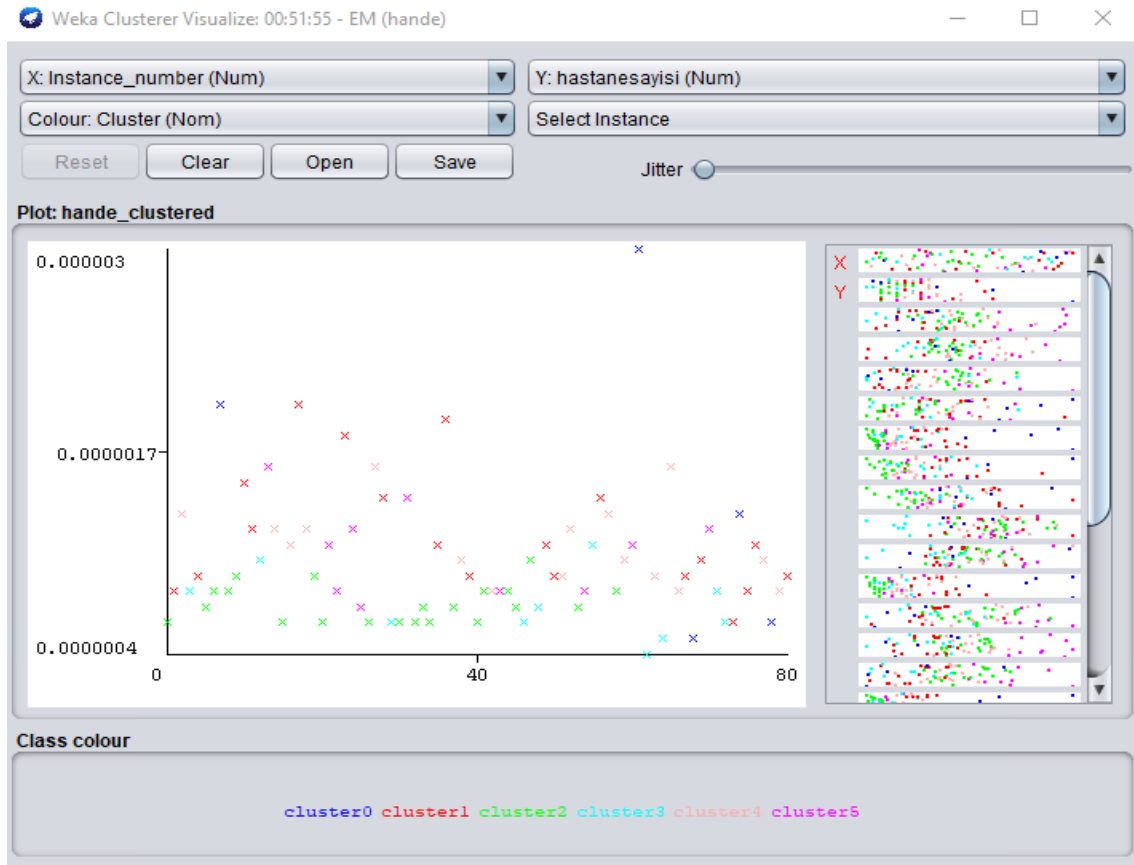 Weka Clusterer Visualize: 00:51:55 - EM (hande)
X: Instance_number (Num)
Y: hastanesayisi (Num)
Colour: Cluster (Nom)
Select Instance
Reset
Clear
Open
Save
Jitter
Plot: hande_clustered
0.000003
0.0000017
0.0000004
0
40
80
X
Y
Class colour
cluster0 cluster1 cluster2 cluster3 cluster4 cluster5